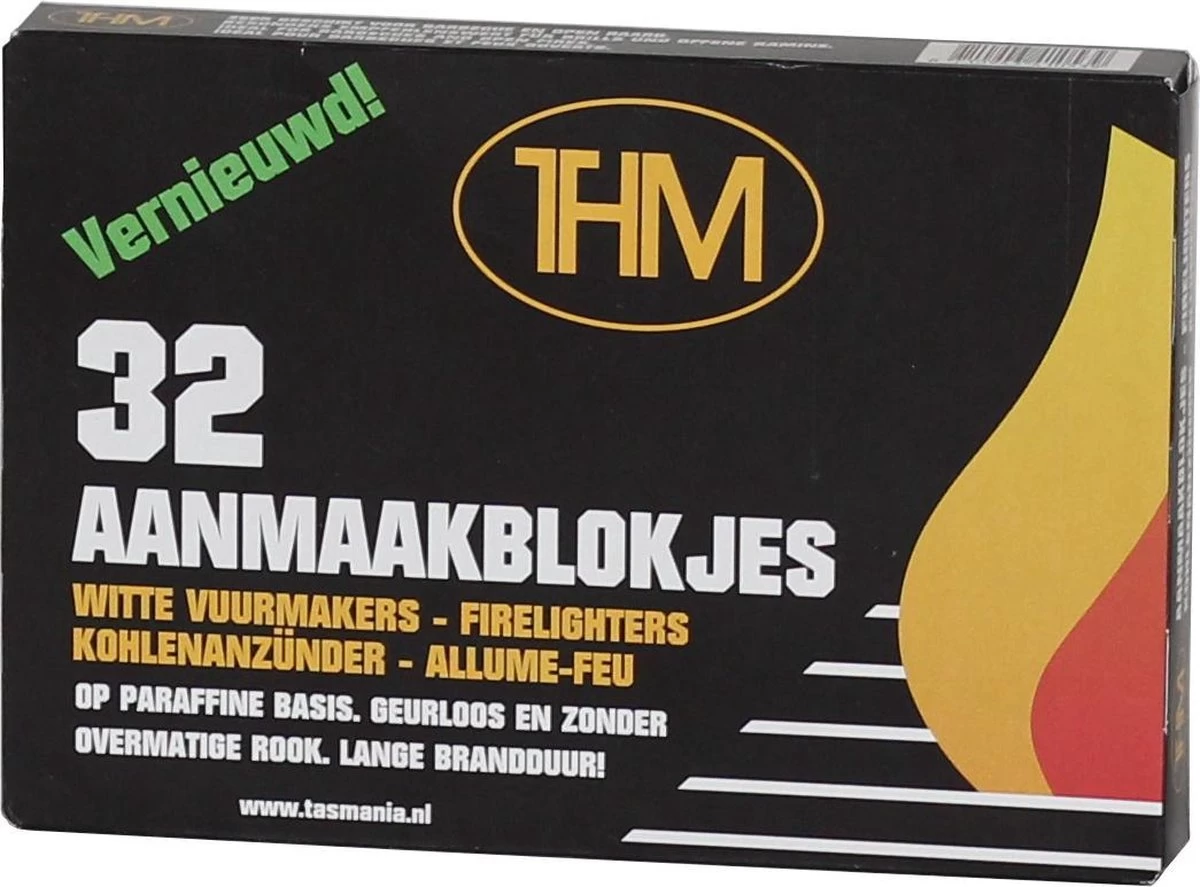 THM
Vernieuwd!
THM
32
AANMAAKBLOKJES
WITTE VUURMAKERS - FIRELIGHTERS
KOHLENANZÜNDER - ALLUME-FEU
OP PARAFFINE BASIS. GEURLOOS EN ZONDER
OVERMATIGE ROOK. LANGE BRANDDUUR!
www.tasmania.nl